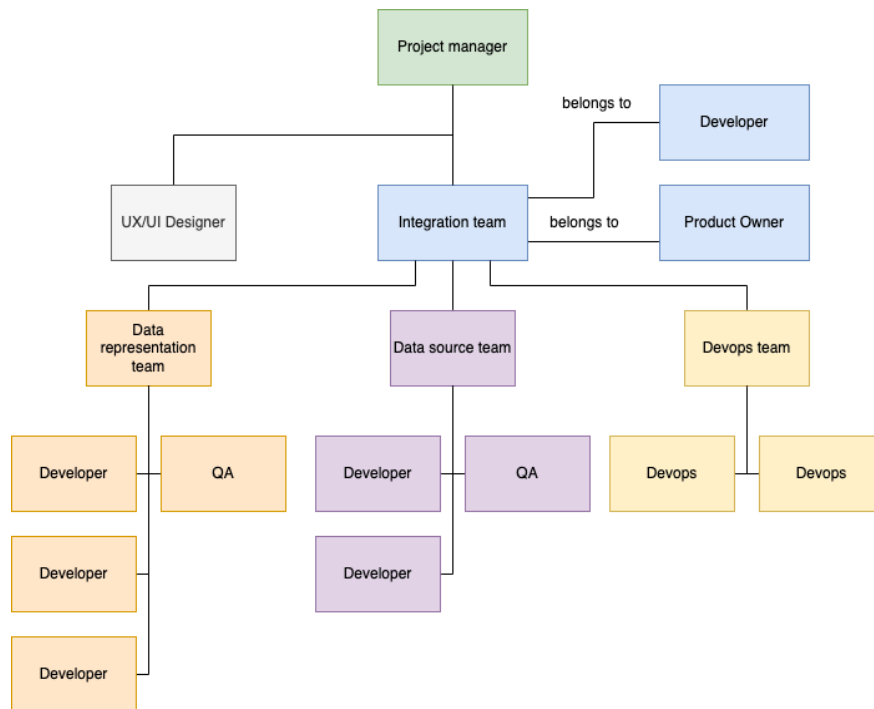 Project manager
belongs to
Developer
UX/UI Designer
Integration team
belongs to
Product Owner
Data
representation
team
Data source team
Devops team
Developer
QA
Developer
QA
Devops
Devops
Developer
Developer
Developer